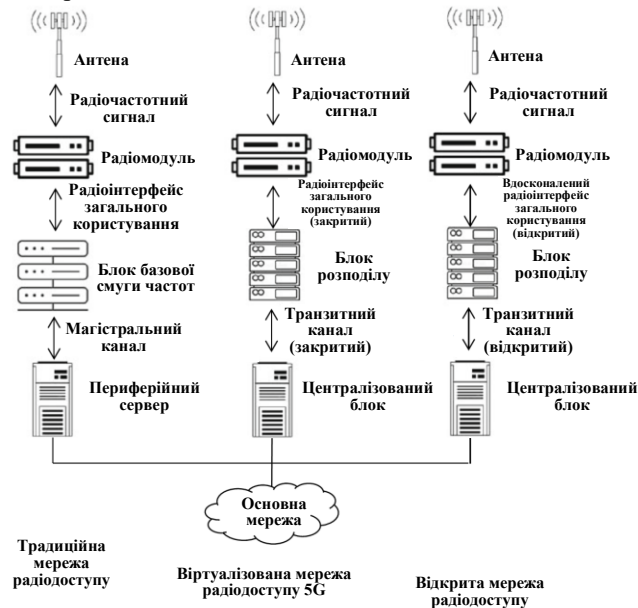 Антена
Радіочастотний
сигнал
Радіомодуль
Радіоінтерфейс
загального
користування
Блок базової
смуги частот
Магістральний
канал
Периферійний
сервер
Антена
Радіочастотний
сигнал
Радіомодуль
Радіоінтерфейс
загального
користування
(закритий)
Блок
розподілу
Транзитний
канал
(закритий)
Централізований
блок
Антена
Радіочастотний
сигнал
Радіомодуль
Вдосконалений
радіоінтерфейс
загального
користування
(відкритий)
Блок
розподілу
Транзитний
канал
(відкритий)
Централізований
блок
Основна
мережа
Традиційна
мережа
радіодоступу
Віртуалізована мережа
радіодоступу 5G
Відкрита мережа
радіодоступу